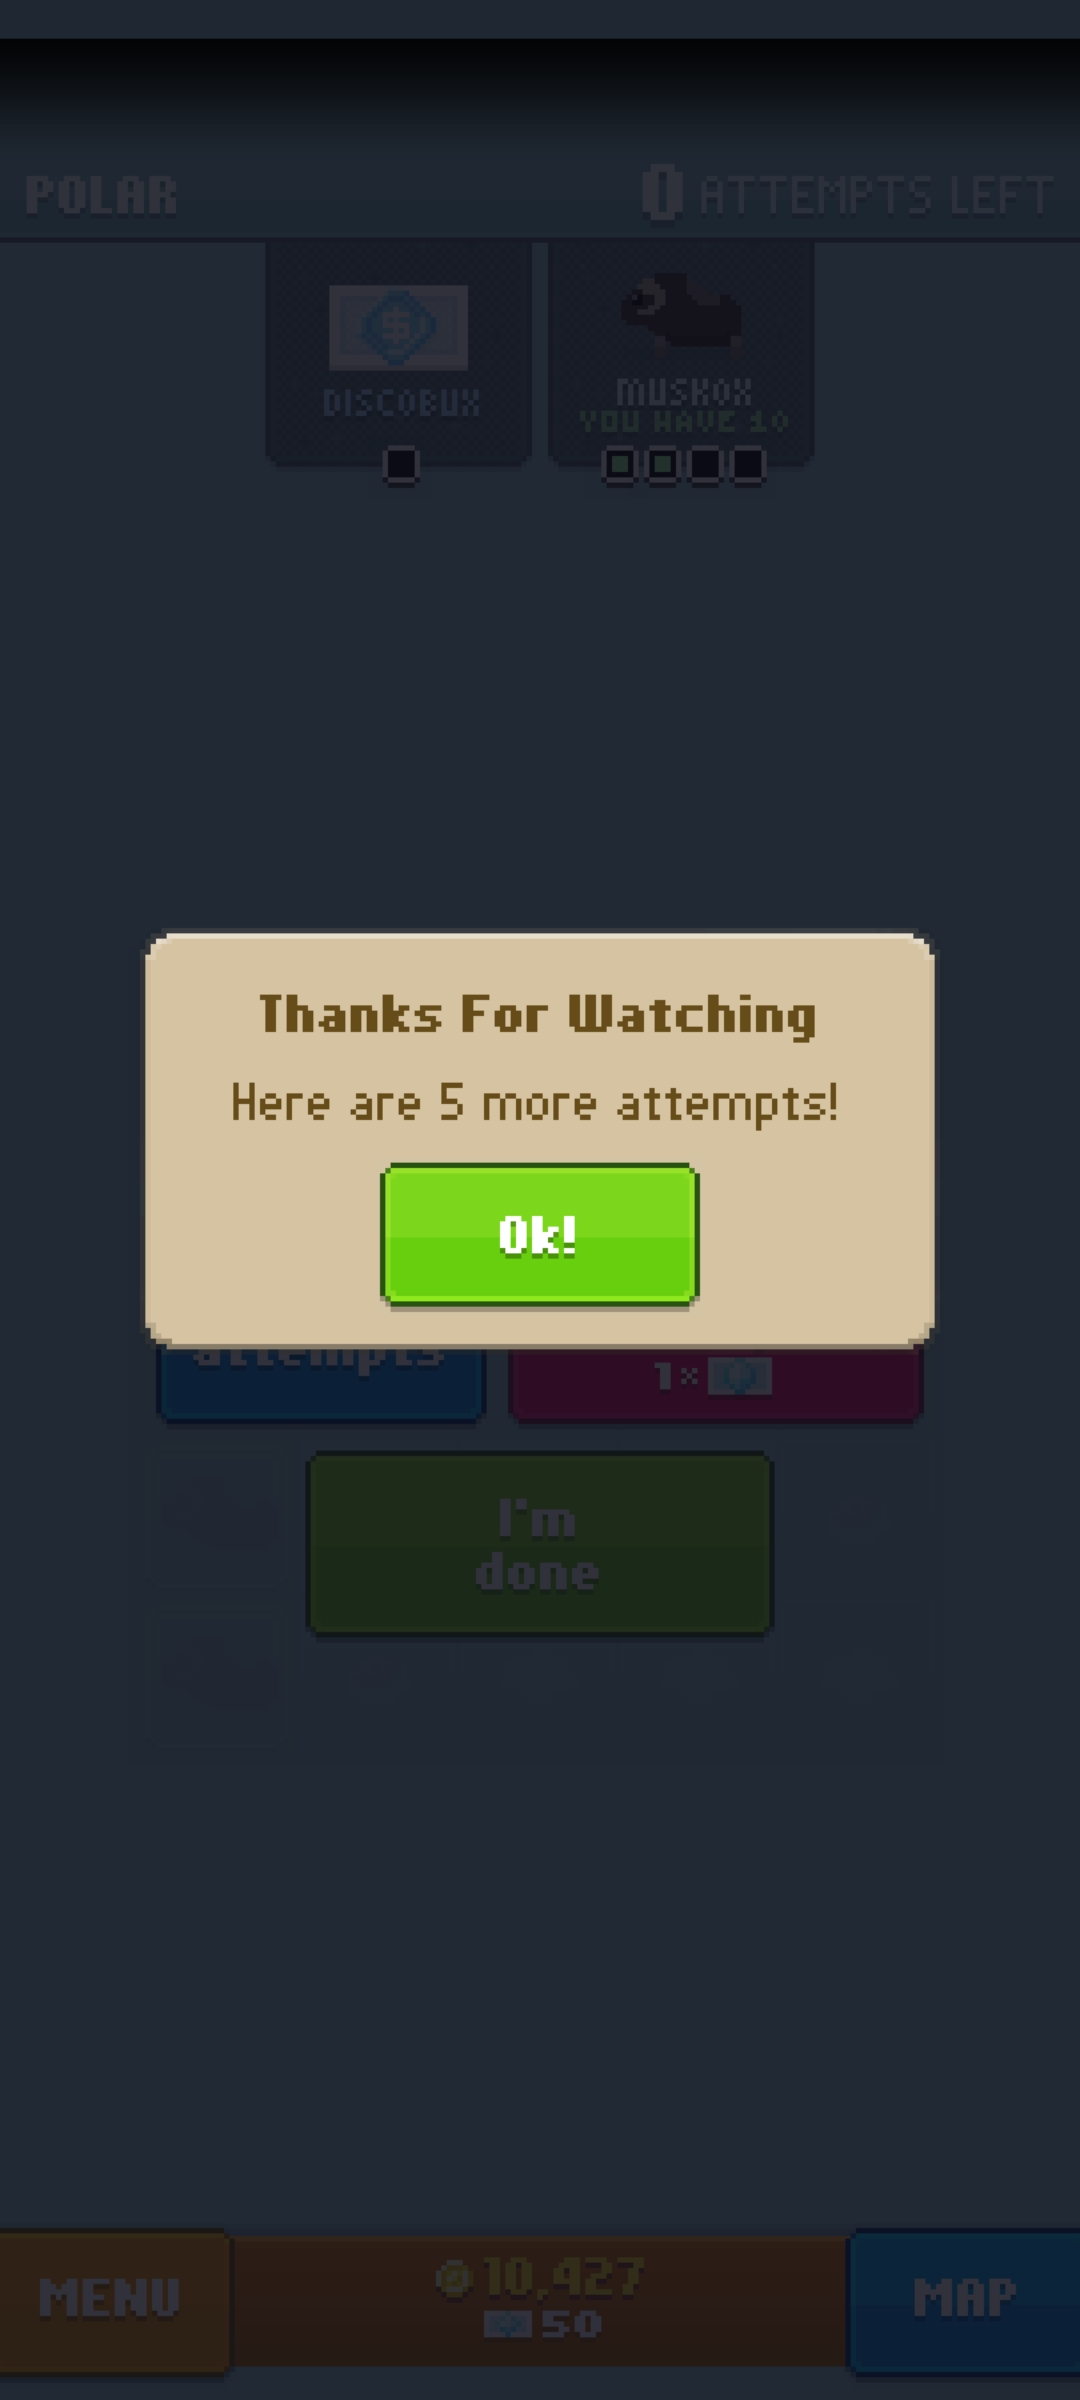 POLAR
0 ATTEMPTS LEFT
DISCOBUX
MUSKOX
YOU HAVE 10
Thanks For Watching
Here are 5 more attempts!
Ok!
attempts
1x
I'm
done
MENU
10,427
50
MAP